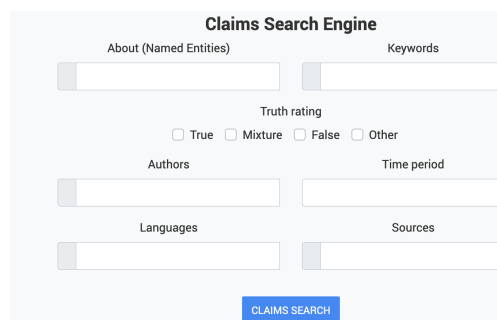 Claims Search Engine
About (Named Entities) Keywords
Truth rating
True Mixture False Other
Authors Time period
Languages Sources
CLAIMS SEARCH